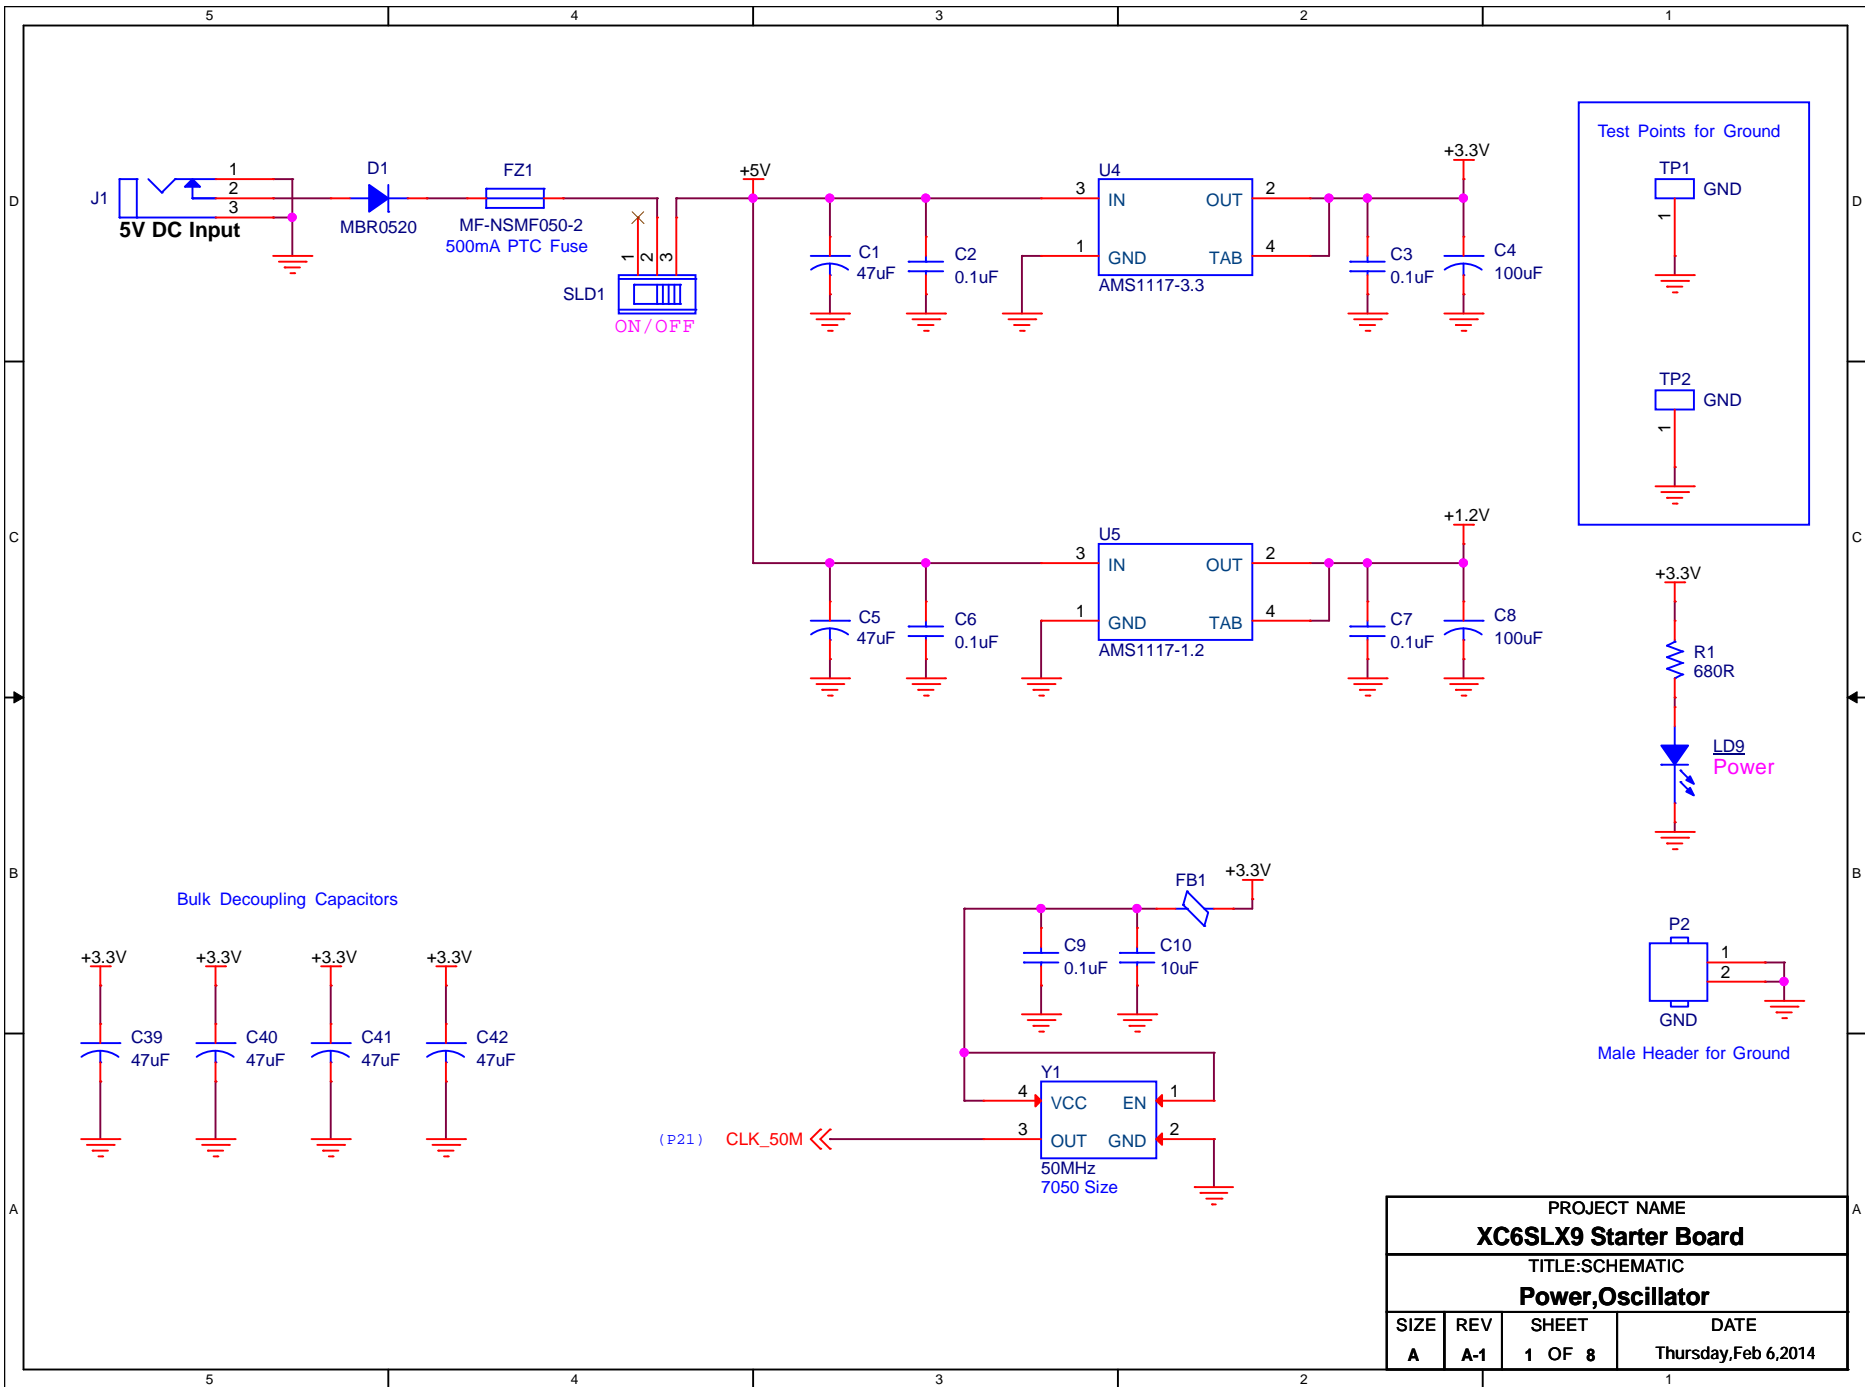 5 4 3 2 1
D D
C C
B B
A A
J1
1
2
3
5V DC Input
D1
MBR0520
FZ1
MF-NSMF050-2
500mA PTC Fuse
1
2
3
SLD1
ON/OFF
+5V
C1
47uF
C2
0.1uF
U4
3 IN OUT 2
1 GND TAB 4
AMS1117-3.3
+3.3V
C3
0.1uF
C4
100uF
Test Points for Ground
TP1
GND
1
TP2
GND
1
C5
47uF
C6
0.1uF
U5
3 IN OUT 2
1 GND TAB 4
AMS1117-1.2
+1.2V
C7
0.1uF
C8
100uF
+3.3V
R1
680R
LD9
Power
Bulk Decoupling Capacitors
+3.3V +3.3V +3.3V +3.3V
C39
47uF
C40
47uF
C41
47uF
C42
47uF
FB1
+3.3V
C9
0.1uF
C10
10uF
Y1
4 VCC EN 1
3 OUT GND 2
50MHz
7050 Size
(P21) CLK_50M
P2
1
2
GND
Male Header for Ground
PROJECT NAME
XC6SLX9 Starter Board
TITLE:SCHEMATIC
Power,Oscillator
SIZE REV SHEET DATE
A A-1 1 OF 8 Thursday,Feb 6,2014
5 4 3 2 1